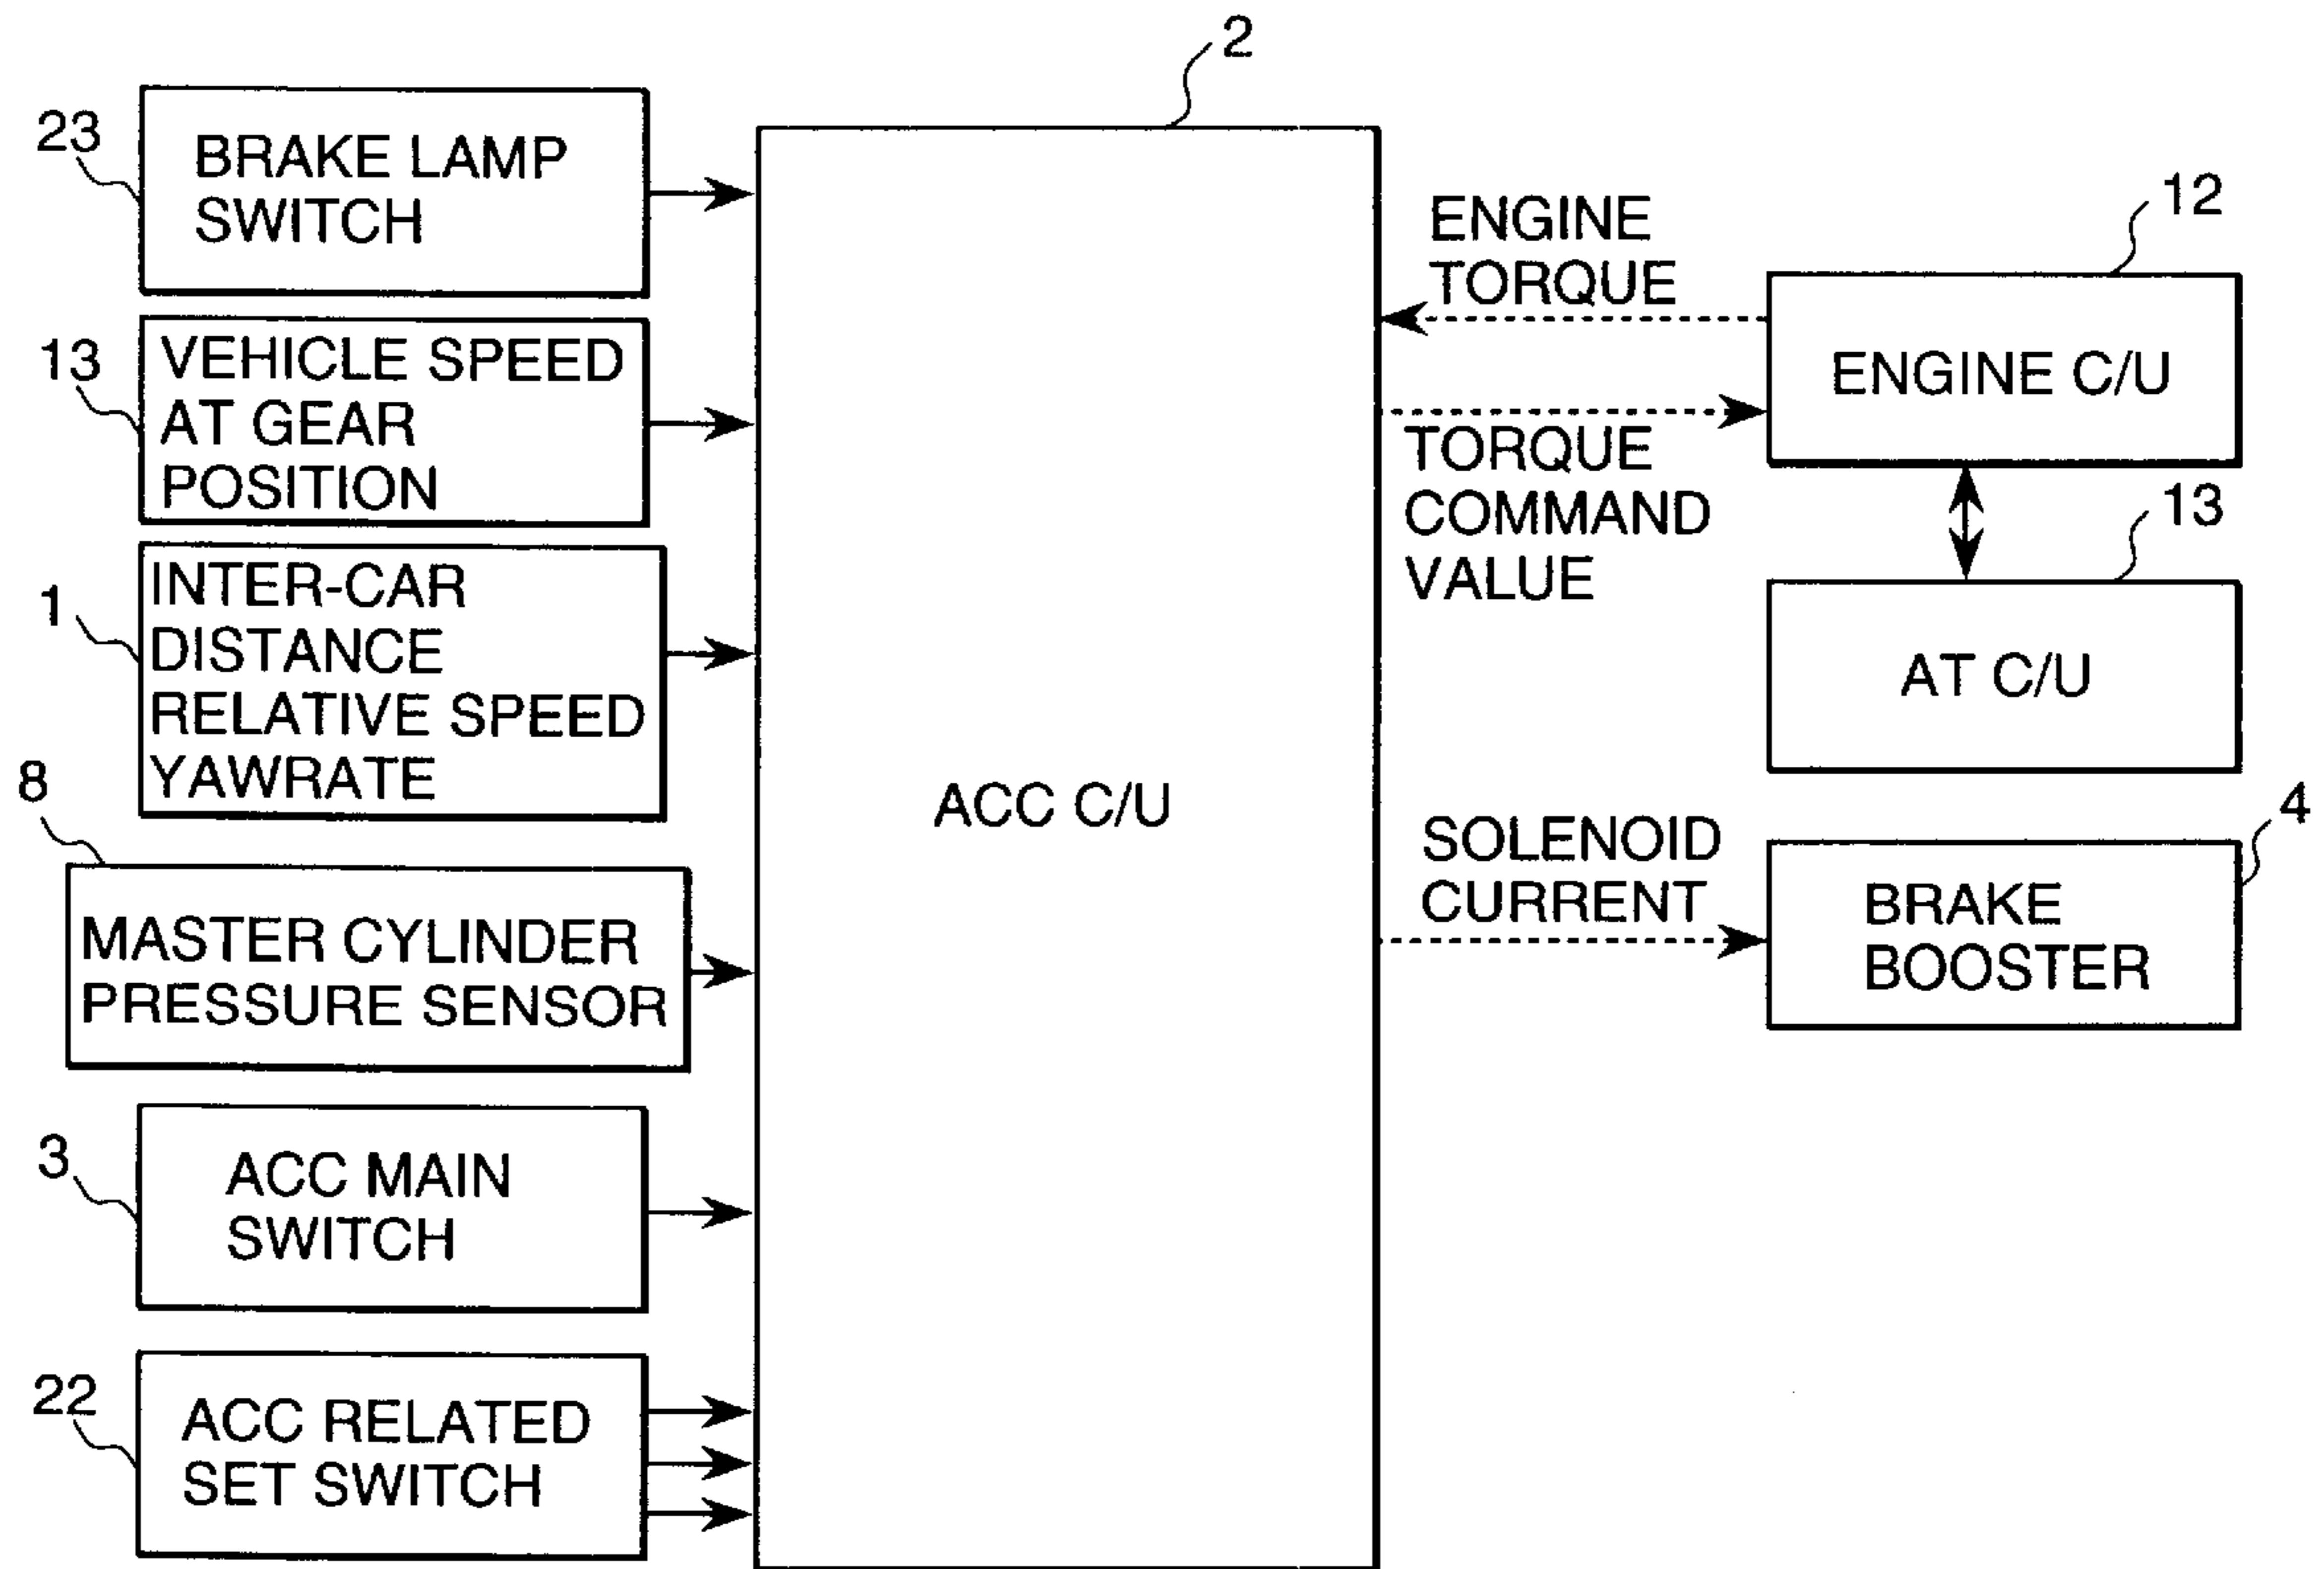 2
23
BRAKE LAMP
SWITCH
13
VEHICLE SPEED
AT GEAR
POSITION
1
INTER-CAR
DISTANCE
RELATIVE SPEED
YAWRATE
8
MASTER CYLINDER
PRESSURE SENSOR
3
ACC MAIN
SWITCH
22
ACC RELATED
SET SWITCH
ACC C/U
ENGINE
TORQUE
TORQUE
COMMAND
VALUE
12
ENGINE C/U
13
AT C/U
SOLENOID
CURRENT
4
BRAKE
BOOSTER